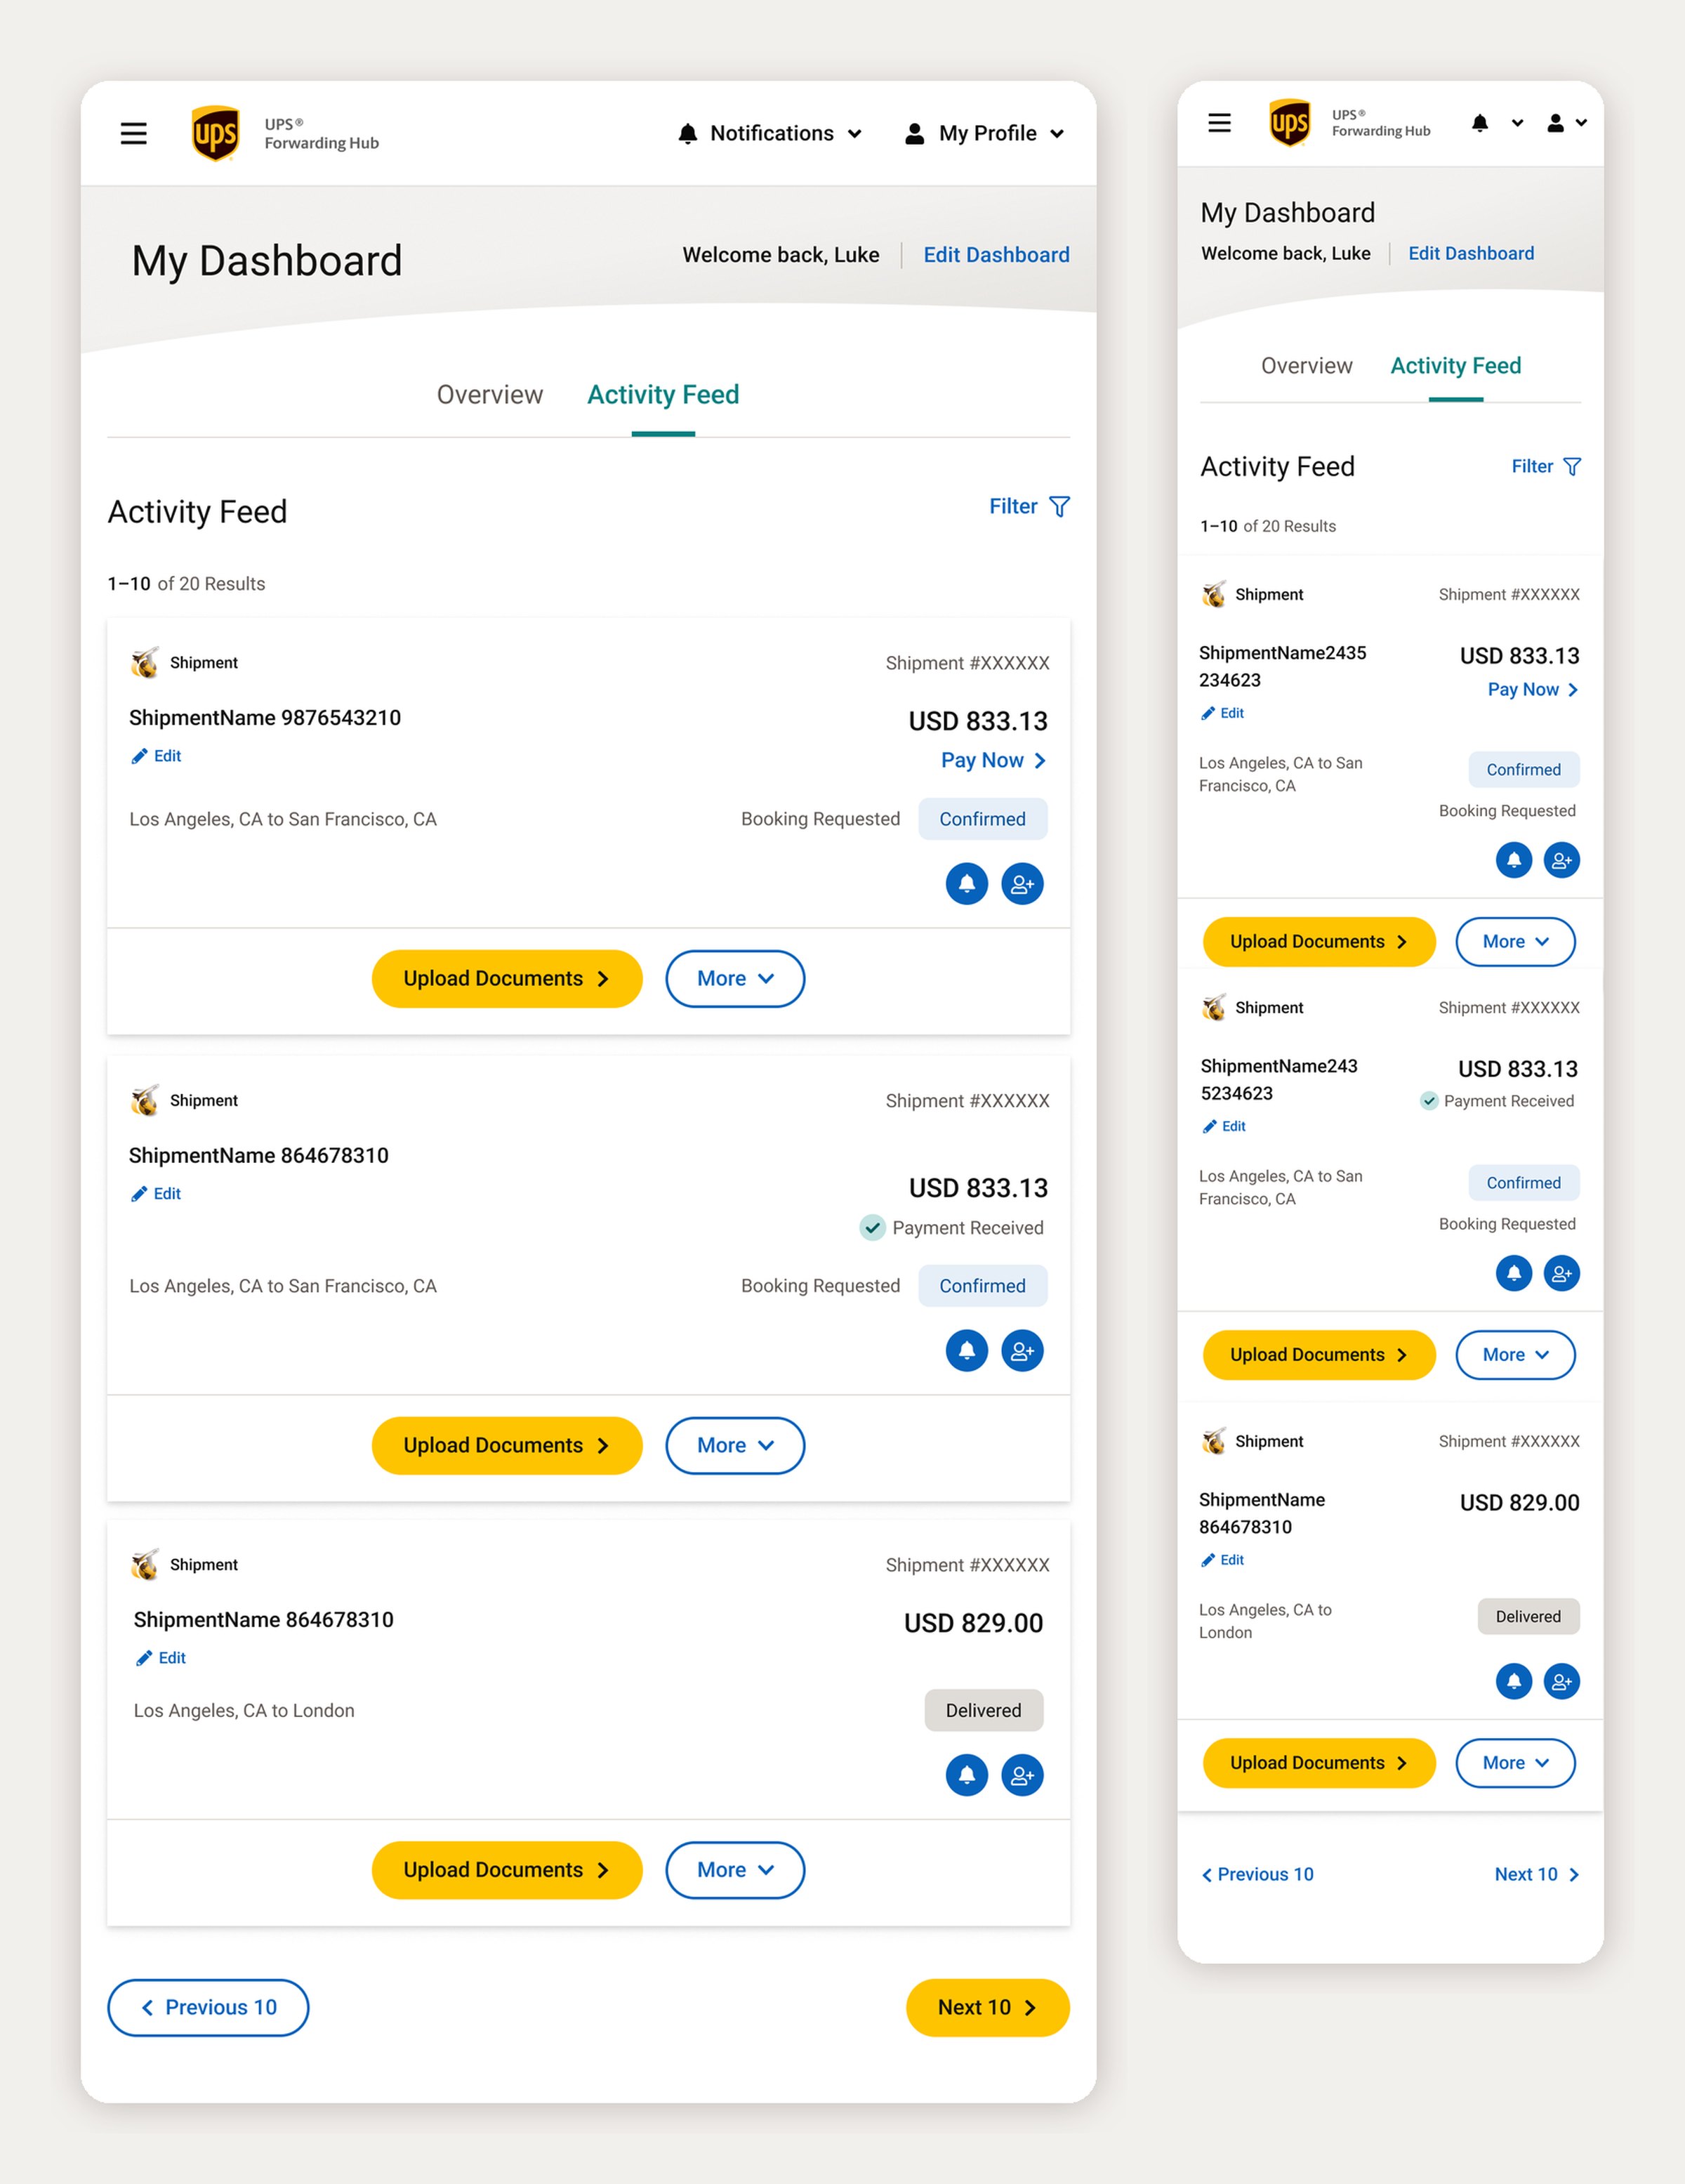 ups
UPS®
Forwarding Hub
Notifications
My Profile
My Dashboard
Welcome back, Luke
Edit Dashboard
Overview
Activity Feed
Activity Feed
Filter
1–10 of 20 Results
Shipment
Shipment #XXXXXX
ShipmentName 9876543210
USD 833.13
Edit
Pay Now
Los Angeles, CA to San Francisco, CA
Booking Requested
Confirmed
Upload Documents
More
Shipment
Shipment #XXXXXX
ShipmentName 864678310
Edit
USD 833.13
Payment Received
Los Angeles, CA to San Francisco, CA
Booking Requested
Confirmed
Upload Documents
More
Shipment
Shipment #XXXXXX
ShipmentName 864678310
USD 829.00
Edit
Los Angeles, CA to London
Delivered
Upload Documents
More
Previous 10
Next 10
ups
UPS®
Forwarding Hub
My Dashboard
Welcome back, Luke
Edit Dashboard
Overview
Activity Feed
Activity Feed
Filter
1–10 of 20 Results
Shipment
Shipment #XXXXXX
ShipmentName2435
234623
USD 833.13
Pay Now
Edit
Los Angeles, CA to San
Francisco, CA
Confirmed
Booking Requested
Upload Documents
More
Shipment
Shipment #XXXXXX
ShipmentName243
5234623
USD 833.13
Payment Received
Edit
Los Angeles, CA to San
Francisco, CA
Confirmed
Booking Requested
Upload Documents
More
Shipment
Shipment #XXXXXX
ShipmentName
864678310
USD 829.00
Edit
Los Angeles, CA to
London
Delivered
Upload Documents
More
Previous 10
Next 10